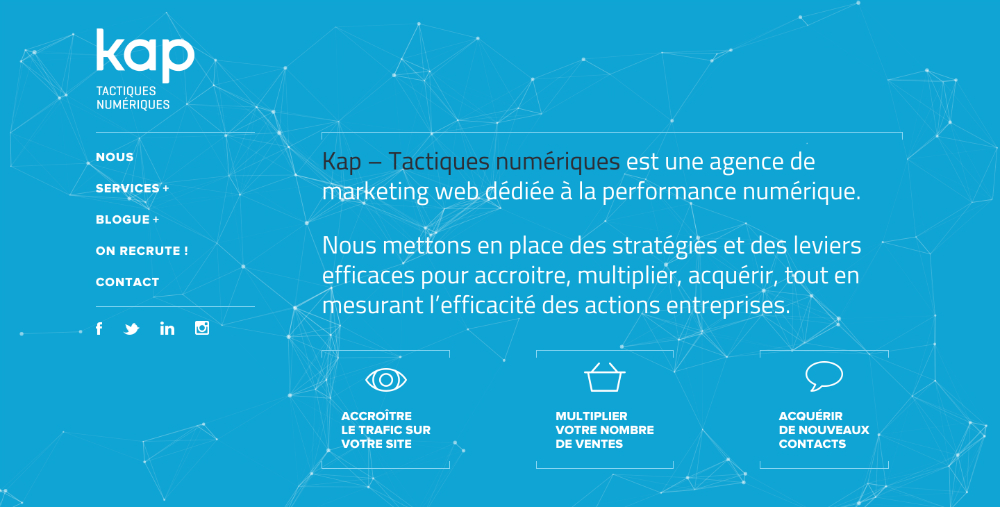 kap
TACTIQUES
NUMÉRIQUES
NOUS
SERVICES +
BLOGUE +
ON RECRUTE !
CONTACT
Kap – Tactiques numériques est une agence de
marketing web dédiée à la performance numérique.
Nous mettons en place des stratégies et des leviers
efficaces pour accroitre, multiplier, acquérir, tout en
mesurant l’efficacité des actions entreprises.
ACCROÎTRE
LE TRAFIC SUR
VOTRE SITE
MULTIPLIER
VOTRE NOMBRE
DE VENTES
ACQUÉRIR
DE NOUVEAUX
CONTACTS